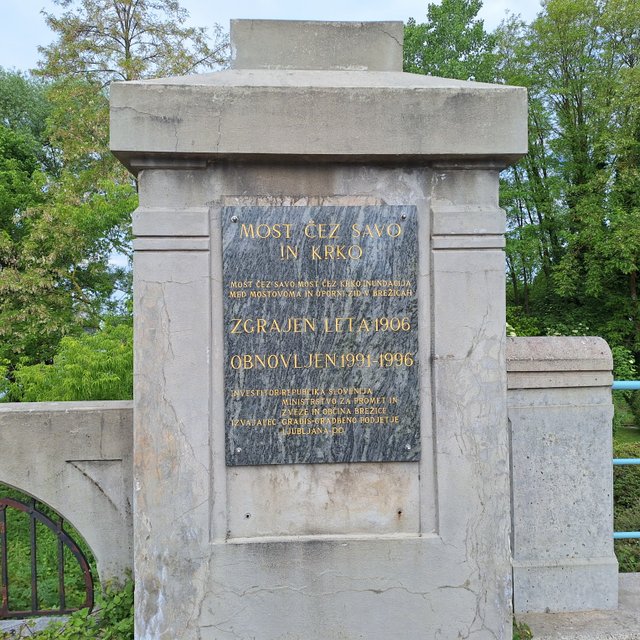 MOST ČEZ SAVO
IN KRKO
MOST ČEZ SAVO, MOST ČEZ KRKO, INUNDACIJA
MED MOSTOVOMA IN OPORNI ZID V BREŽICAH
ZGRAJEN LETA 1906
OBNOVLJEN 1991-1996
INVESTITOR: REPUBLIKA SLOVENIJA
MINISTRSTVO ZA PROMET IN
ZVEZE IN OBČINA BREŽICE
IZVAJALEC: GRADIS-GRADBENO PODJETJE
LJUBLJANA DD.